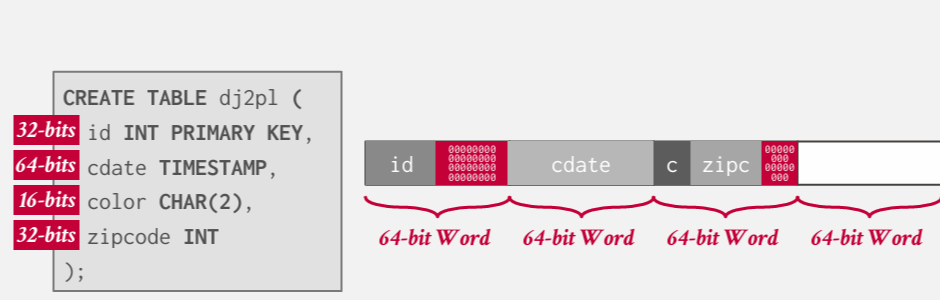 CREATE TABLE dj2pl (
32-bits id INT PRIMARY KEY,
64-bits cdate TIMESTAMP,
16-bits color CHAR(2),
32-bits zipcode INT
);
id 00000000 cdate c zipc 00000
00000000 000
00000000 00000
00000000 000
64-bit Word 64-bit Word 64-bit Word 64-bit Word